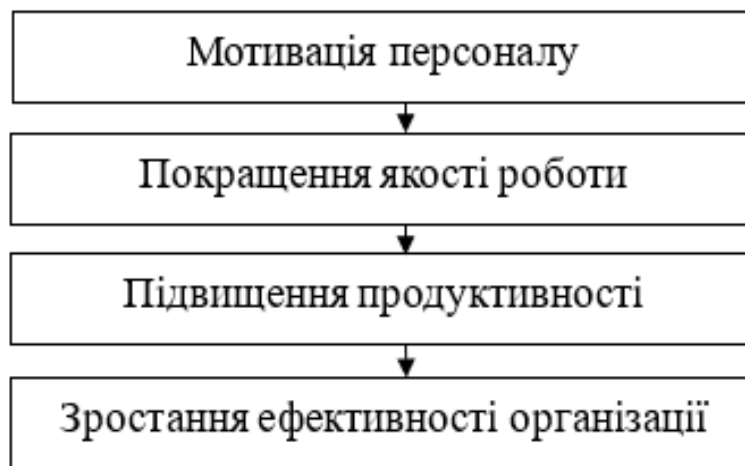 Мотивація персоналу
Покращення якості роботи
Підвищення продуктивності
Зростання ефективності організації